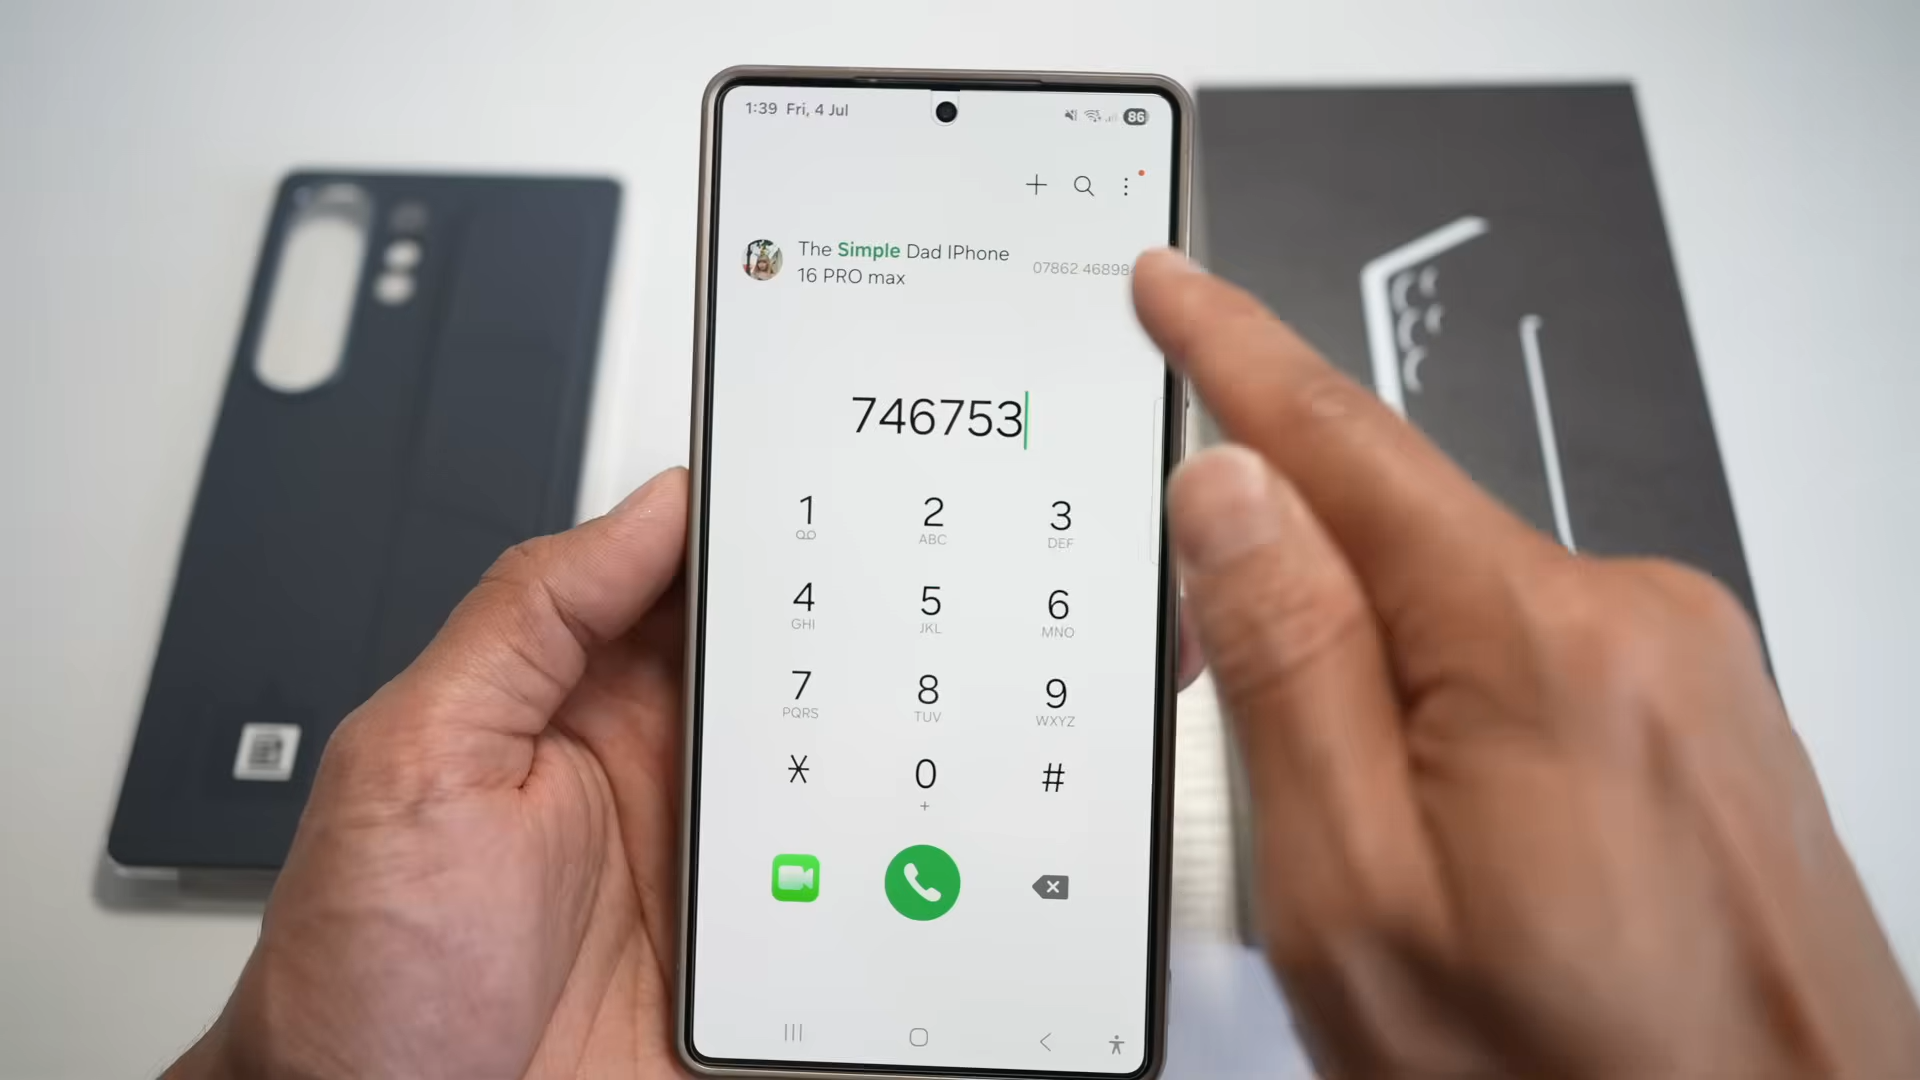 1:39 Fri, 4 Jul
86
The Simple Dad IPhone
16 PRO max
07862 46898
746753
1
2
ABC
3
DEF
4
GHI
5
JKL
6
MNO
7
PQRS
8
TUV
9
WXYZ
*
0
+
#